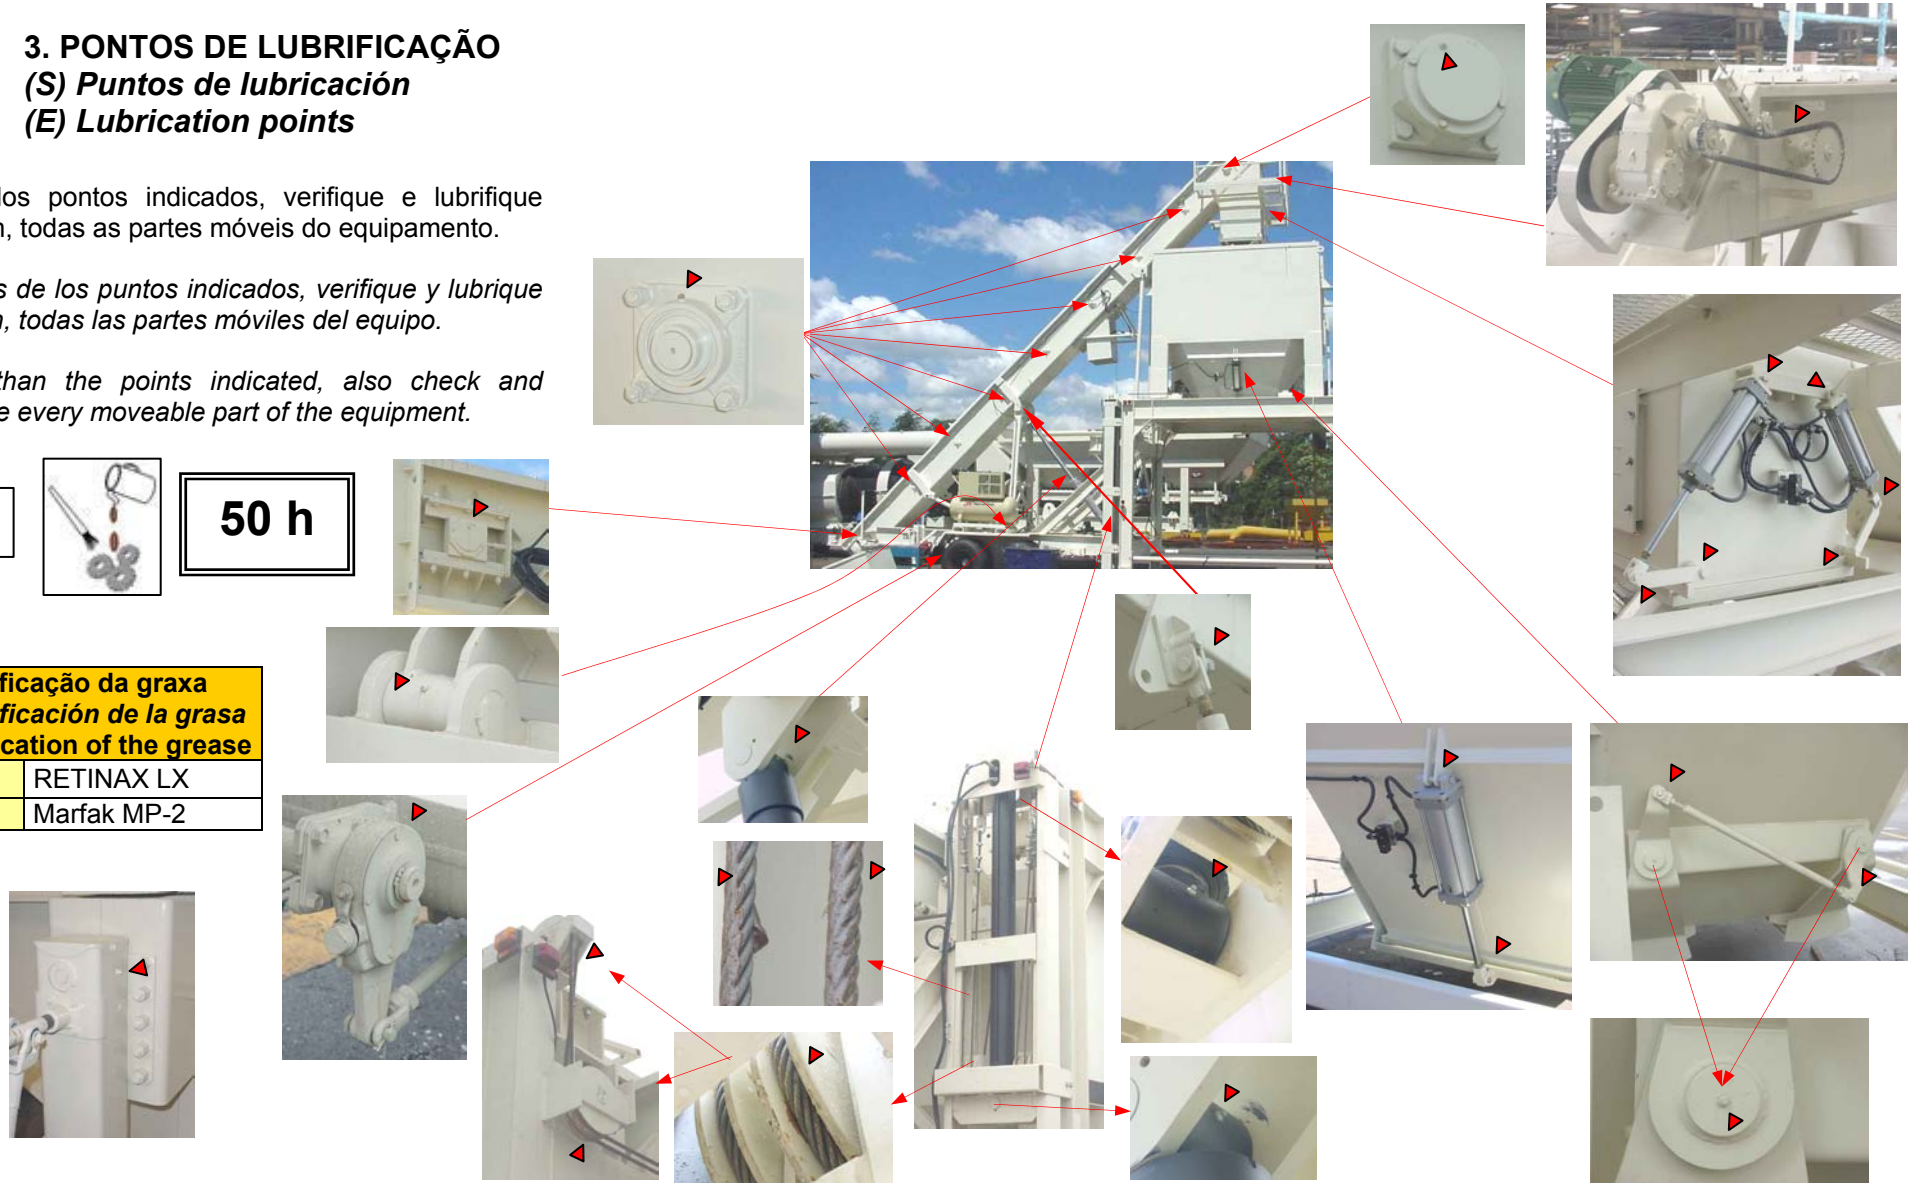 3. PONTOS DE LUBRIFICAÇÃO
(S) Puntos de lubricación
(E) Lubrication points
los pontos indicados, verifique e lubrifique
, todas as partes móveis do equipamento.
de los puntos indicados, verifique y lubrique
, todas las partes móviles del equipo.
than the points indicated, also check and
every moveable part of the equipment.
50 h
ficação da graxa
ficación de la grasa
cation of the grease
RETINAX LX
Marfak MP-2